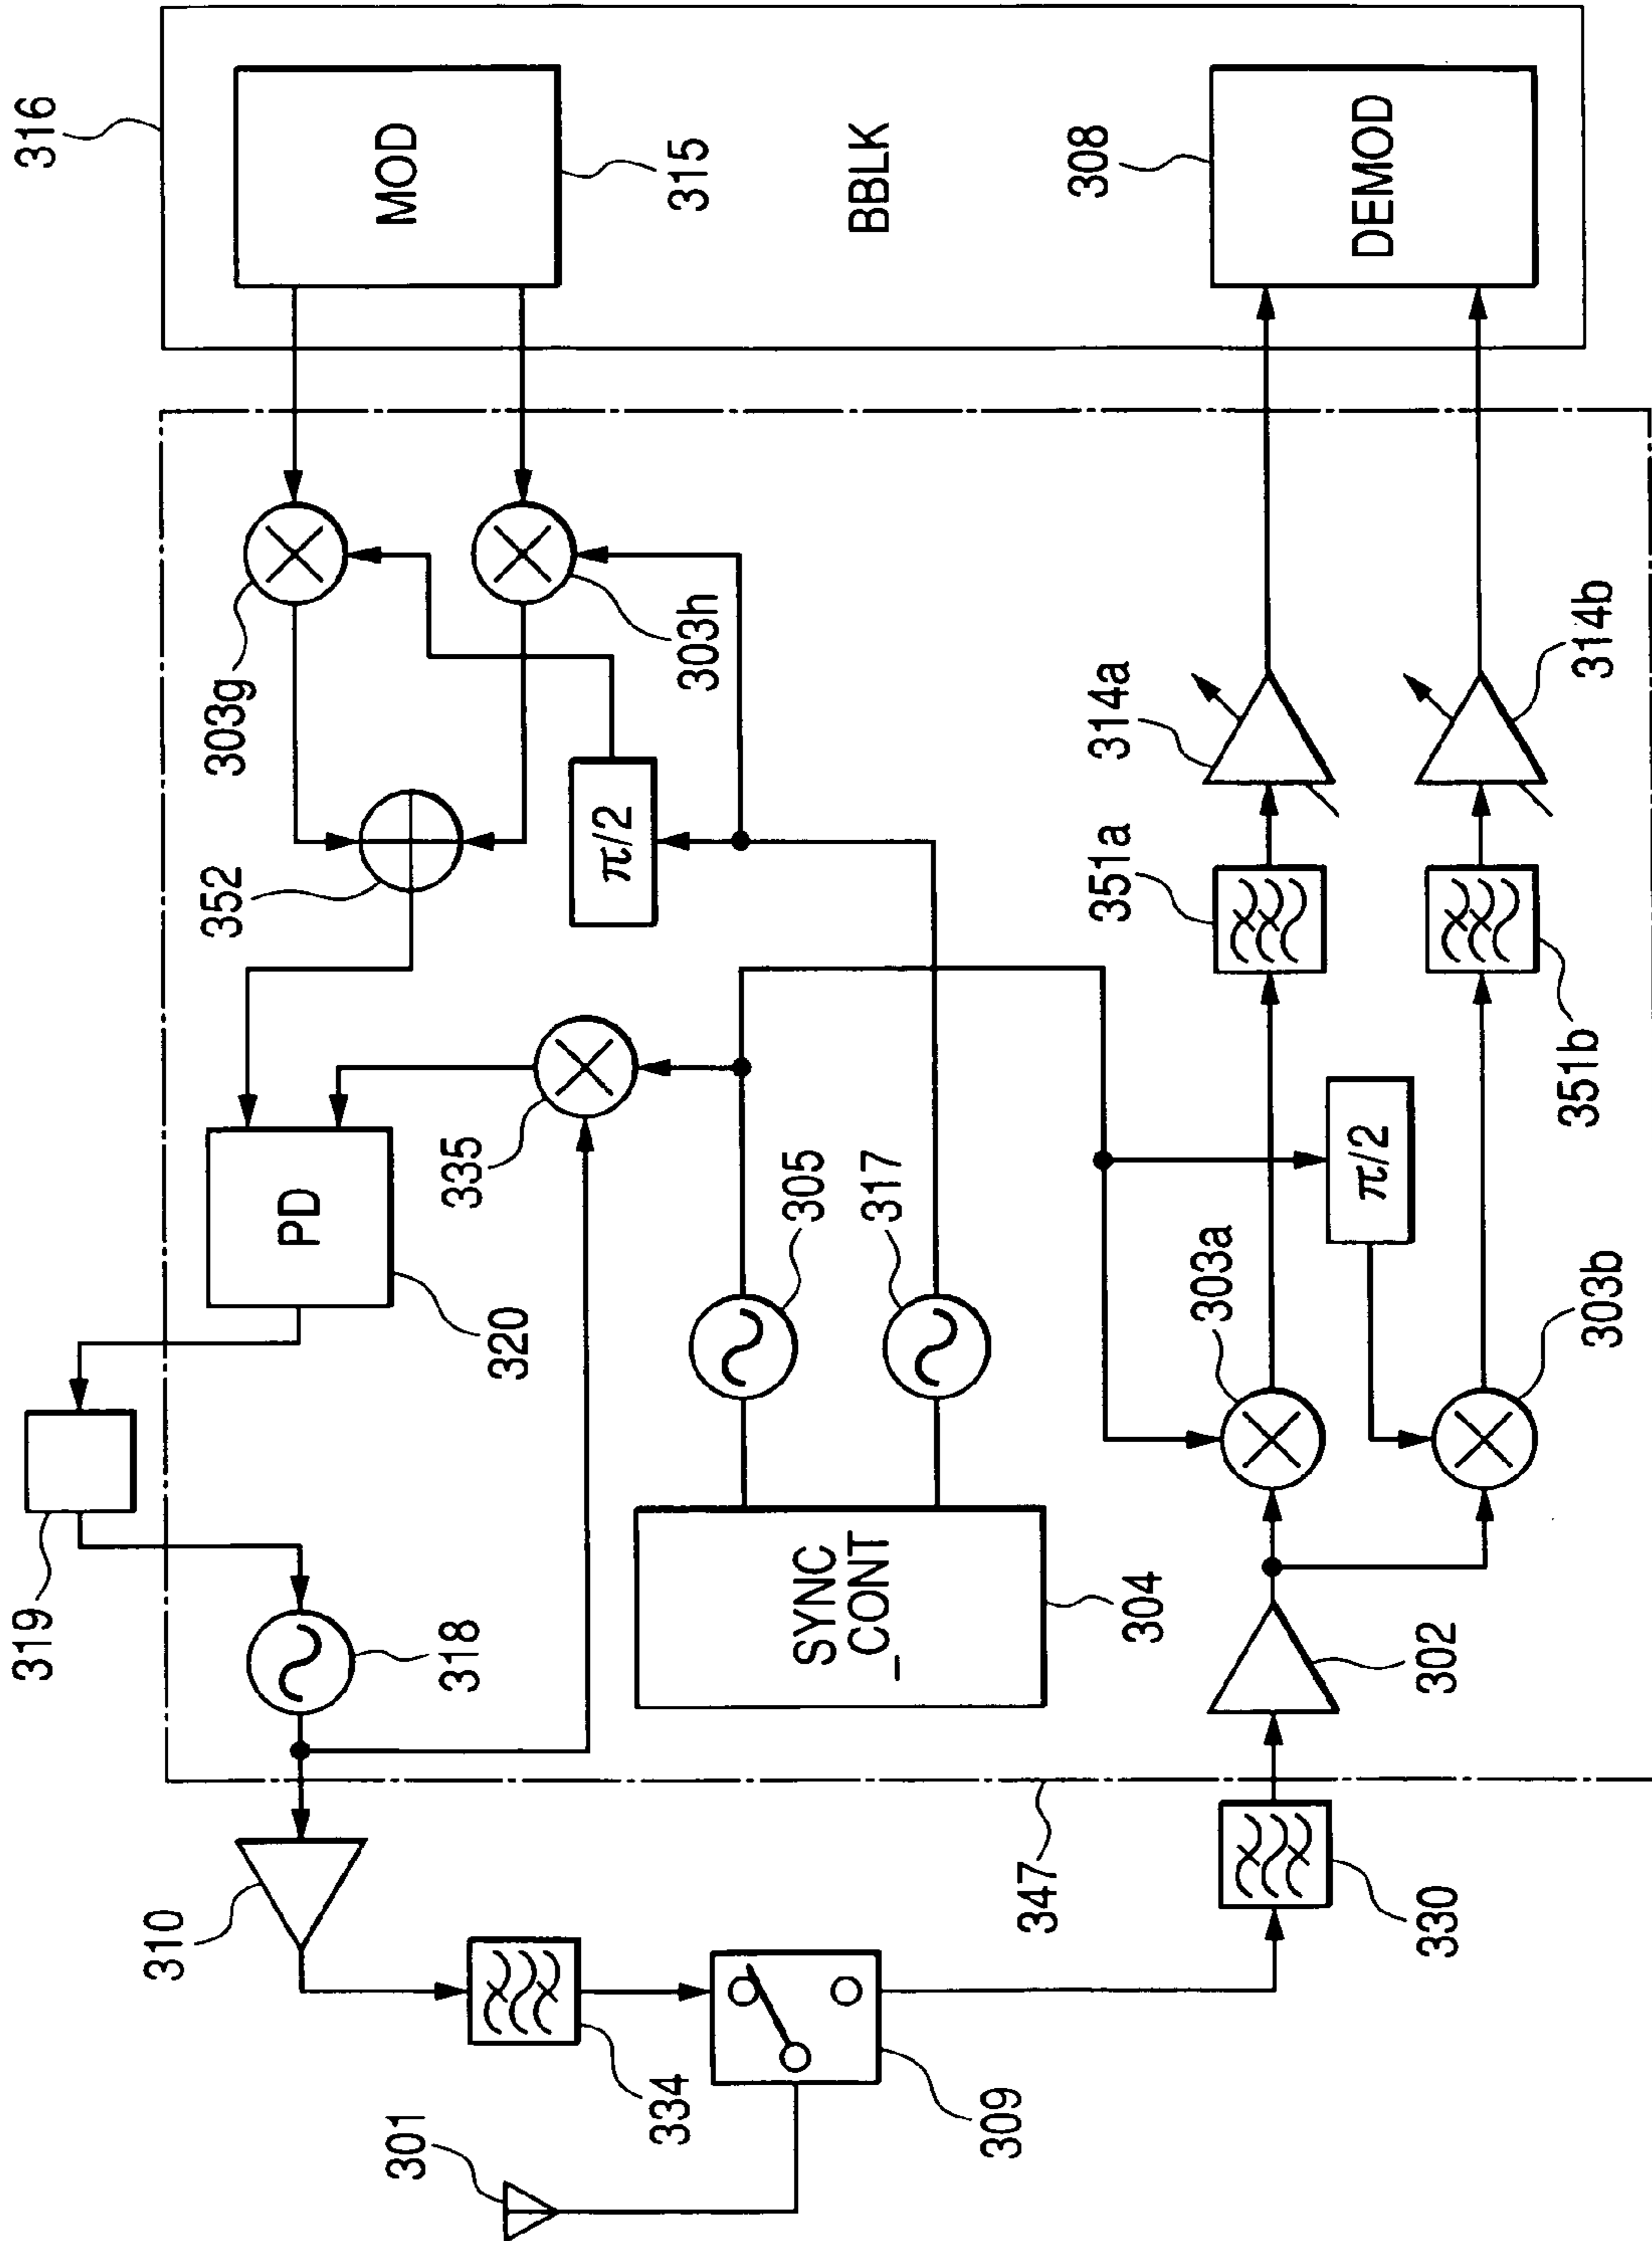 301
309
334
310
330
347
302
304
SYNC
_CONT
318
319
320
PD
335
305
317
303a
303b
π/2
351a
351b
314a
314b
352
π/2
303g
303h
316
MOD
315
BBLK
308
DEMOD